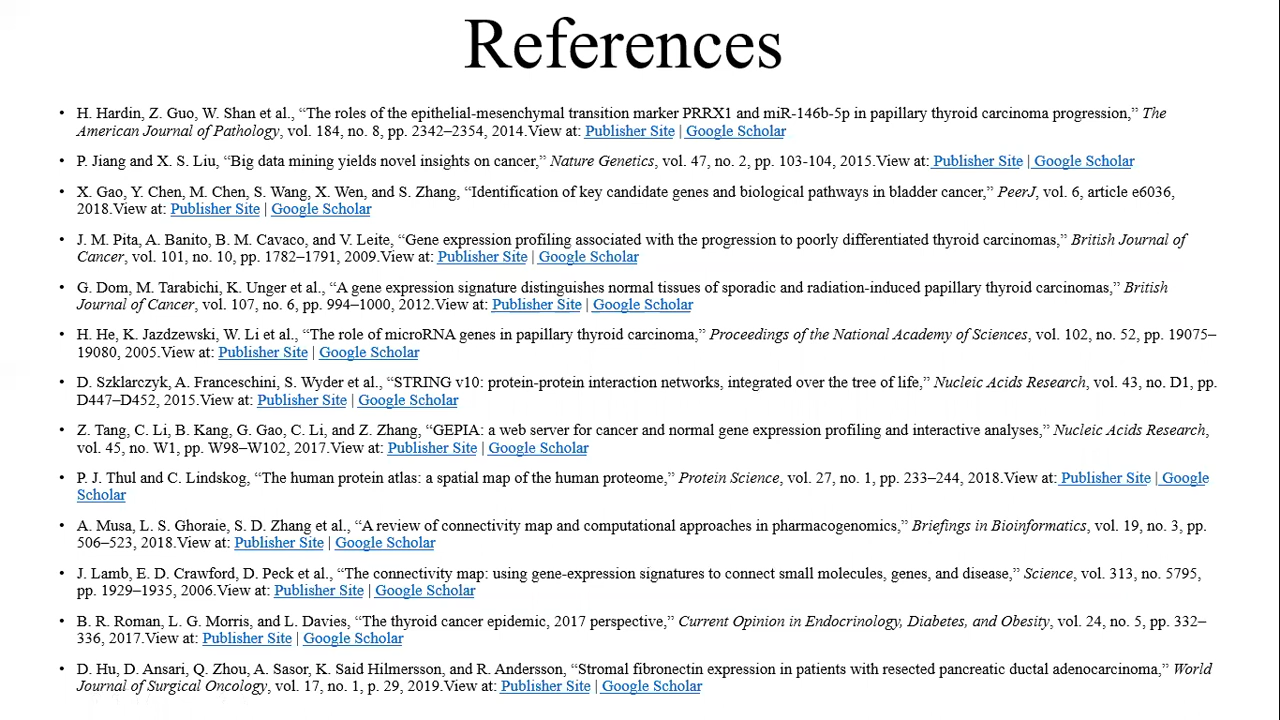 References
• H. Hardin, Z. Guo, W. Shan et al., “The roles of the epithelial-mesenchymal transition marker PRRX1 and miR-146b-5p in papillary thyroid carcinoma progression,” The
American Journal of Pathology, vol. 184, no. 8, pp. 2342–2354, 2014.View at: Publisher Site | Google Scholar
• P. Jiang and X. S. Liu, “Big data mining yields novel insights on cancer,” Nature Genetics, vol. 47, no. 2, pp. 103-104, 2015.View at: Publisher Site | Google Scholar
• X. Gao, Y. Chen, M. Chen, S. Wang, X. Wen, and S. Zhang, “Identification of key candidate genes and biological pathways in bladder cancer,” PeerJ, vol. 6, article e6036,
2018.View at: Publisher Site | Google Scholar
• J. M. Pita, A. Banito, B. M. Cavaco, and V. Leite, “Gene expression profiling associated with the progression to poorly differentiated thyroid carcinomas,” British Journal of
Cancer, vol. 101, no. 10, pp. 1782–1791, 2009.View at: Publisher Site | Google Scholar
• G. Dom, M. Tarabichi, K. Unger et al., “A gene expression signature distinguishes normal tissues of sporadic and radiation-induced papillary thyroid carcinomas,” British
Journal of Cancer, vol. 107, no. 6, pp. 994–1000, 2012.View at: Publisher Site | Google Scholar
• H. He, K. Jazdzewski, W. Li et al., “The role of microRNA genes in papillary thyroid carcinoma,” Proceedings of the National Academy of Sciences, vol. 102, no. 52, pp. 19075–
19080, 2005.View at: Publisher Site | Google Scholar
• D. Szklarczyk, A. Franceschini, S. Wyder et al., “STRING v10: protein-protein interaction networks, integrated over the tree of life,” Nucleic Acids Research, vol. 43, no. D1, pp.
D447–D452, 2015.View at: Publisher Site | Google Scholar
• Z. Tang, C. Li, B. Kang, G. Gao, C. Li, and Z. Zhang, “GEPIA: a web server for cancer and normal gene expression profiling and interactive analyses,” Nucleic Acids Research,
vol. 45, no. W1, pp. W98–W102, 2017.View at: Publisher Site | Google Scholar
• P. J. Thul and C. Lindskog, “The human protein atlas: a spatial map of the human proteome,” Protein Science, vol. 27, no. 1, pp. 233–244, 2018.View at: Publisher Site | Google
Scholar
• A. Musa, L. S. Ghoraie, S. D. Zhang et al., “A review of connectivity map and computational approaches in pharmacogenomics,” Briefings in Bioinformatics, vol. 19, no. 3, pp.
506–523, 2018.View at: Publisher Site | Google Scholar
• J. Lamb, E. D. Crawford, D. Peck et al., “The connectivity map: using gene-expression signatures to connect small molecules, genes, and disease,” Science, vol. 313, no. 5795,
pp. 1929–1935, 2006.View at: Publisher Site | Google Scholar
• B. R. Roman, L. G. Morris, and L. Davies, “The thyroid cancer epidemic, 2017 perspective,” Current Opinion in Endocrinology, Diabetes, and Obesity, vol. 24, no. 5, pp. 332–
336, 2017.View at: Publisher Site | Google Scholar
• D. Hu, D. Ansari, Q. Zhou, A. Sasor, K. Said Hilmersson, and R. Andersson, “Stromal fibronectin expression in patients with resected pancreatic ductal adenocarcinoma,” World
Journal of Surgical Oncology, vol. 17, no. 1, p. 29, 2019.View at: Publisher Site | Google Scholar